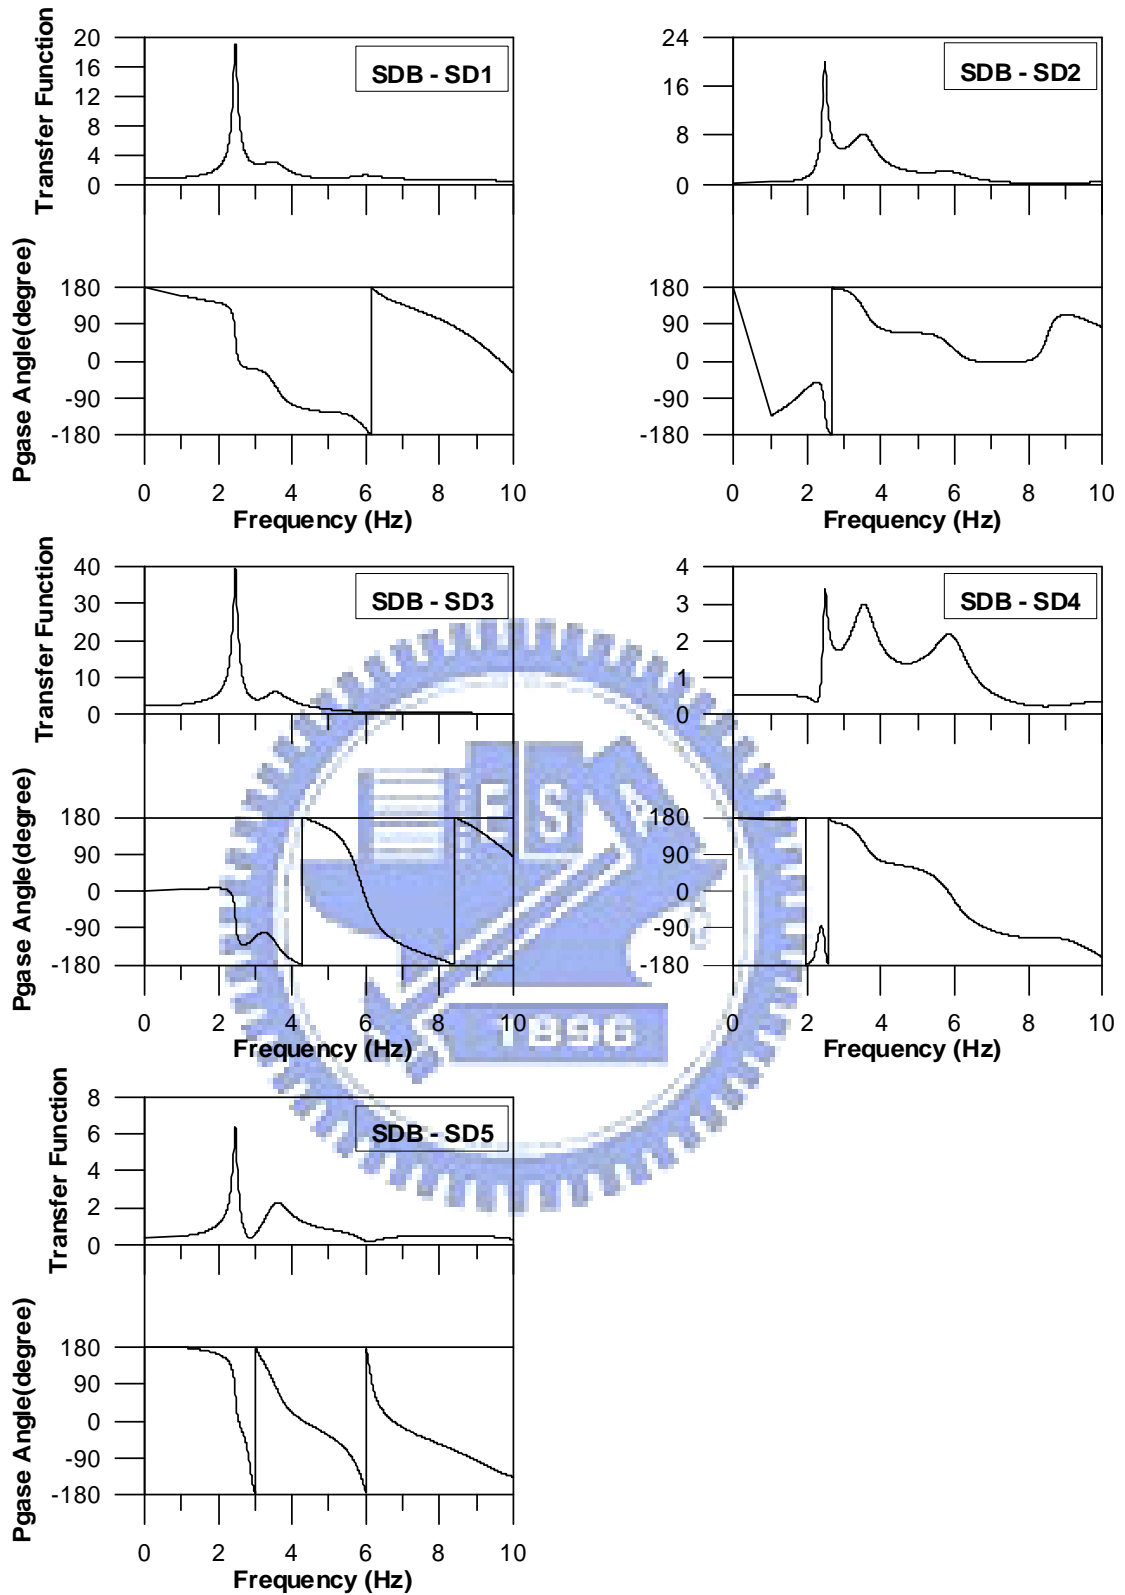 Transfer Function
20
16
12
8
4
0
SDB - SD1
Pgase Angle(degree)
180
90
0
-90
-180
0 2 4 6 8 10
Frequency (Hz)
24
16
8
0
SDB - SD2
180
90
0
-90
-180
0 2 4 6 8 10
Frequency (Hz)
Transfer Function
40
30
20
10
0
SDB - SD3
Pgase Angle(degree)
180
90
0
-90
-180
0 2 4 6 8 10
Frequency (Hz)
4
3
2
1
0
SDB - SD4
180
90
0
-90
-180
0 2 4 6 8 10
Frequency (Hz)
E S A
1896
Transfer Function
8
6
4
2
0
SDB - SD5
Pgase Angle(degree)
180
90
0
-90
-180
0 2 4 6 8 10
Frequency (Hz)